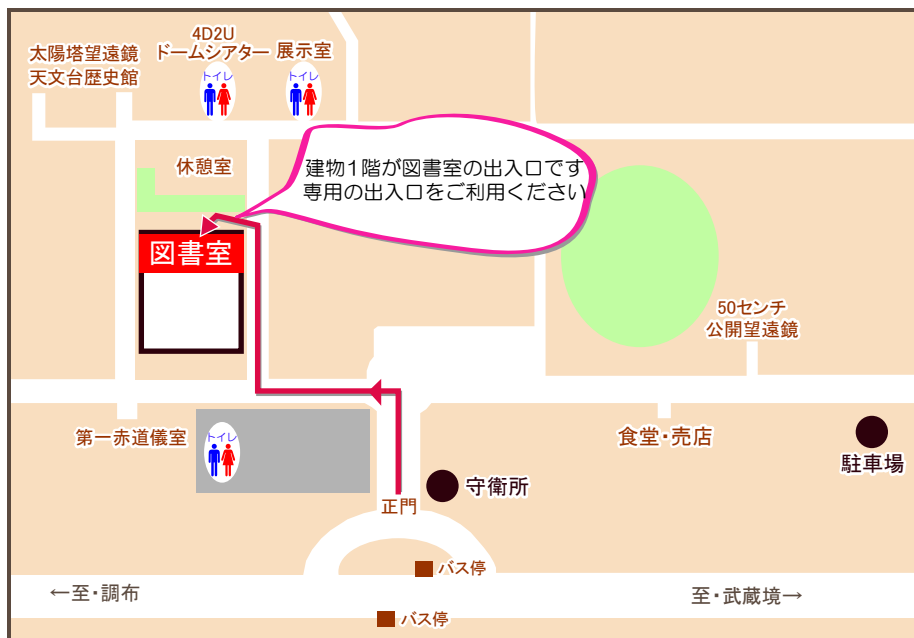 4D2U
ドームシアター
展示室
太陽塔望遠鏡
天文台歴史館
トイレ
トイレ
休憩室
建物1階が図書室の出入口です
専用の出入口をご利用ください
図書室
50センチ
公開望遠鏡
第一赤道儀室
トイレ
食堂・売店
駐車場
守衛所
正門
バス停
←至・調布
至・武蔵境→
バス停